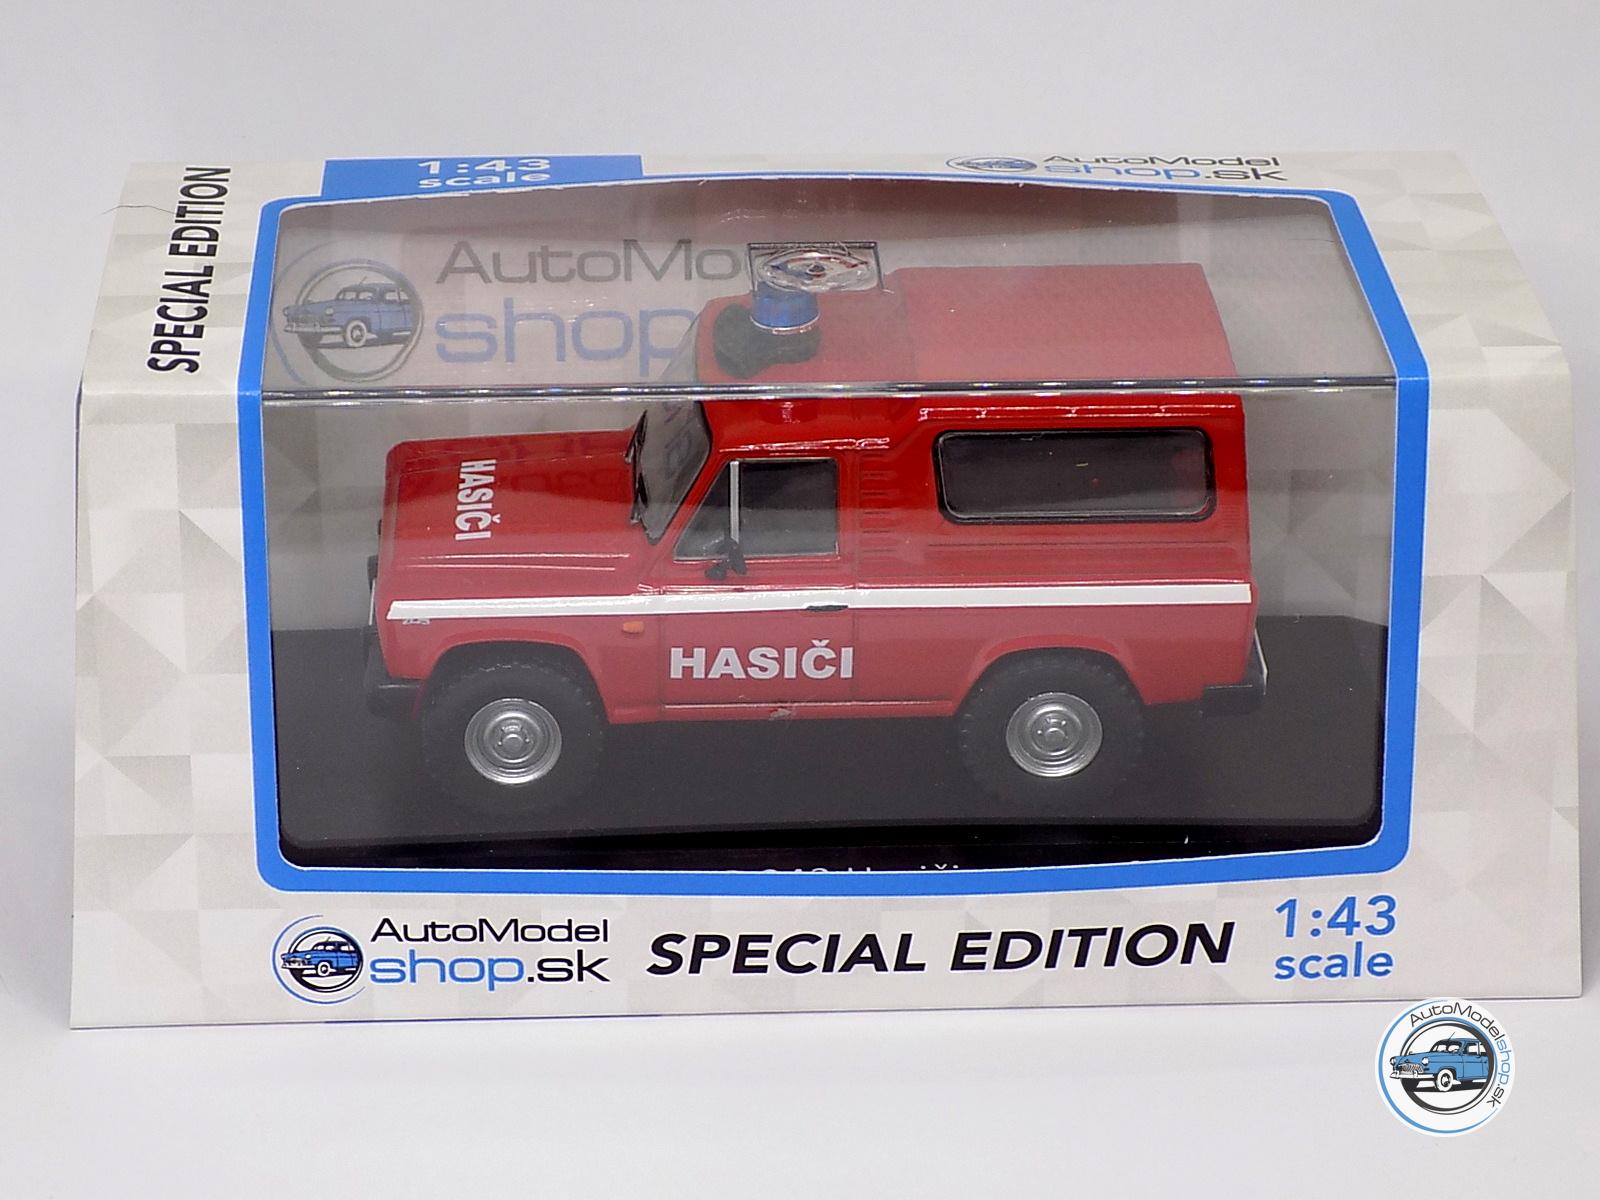 SPECIAL EDITION
1:43
scale
AutoModel
shop.sk
AutoMo
shop
HASIČI
HASIČI
AutoModel
shop.sk
SPECIAL EDITION
1:43
scale
AutoModelshop.sk